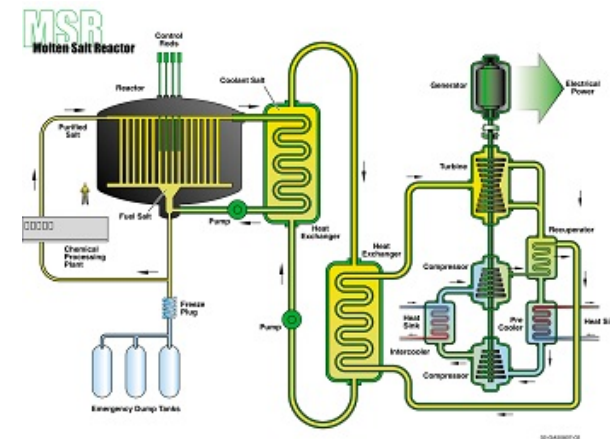 MSR
Molten Salt Reactor
Control
Rods
Reactor
Coolant Salt
Purified
Salt
Fuel Salt
Pump
Chemical
Processing
Plant
Freeze
Plug
Emergency Dump Tanks
Heat
Exchanger
Pump
Heat
Exchanger
Generator
Electrical
Power
Turbine
Recuperator
Compressor
Heat
Sink
Pre
Cooler
Heat Si
Intercooler
Compressor